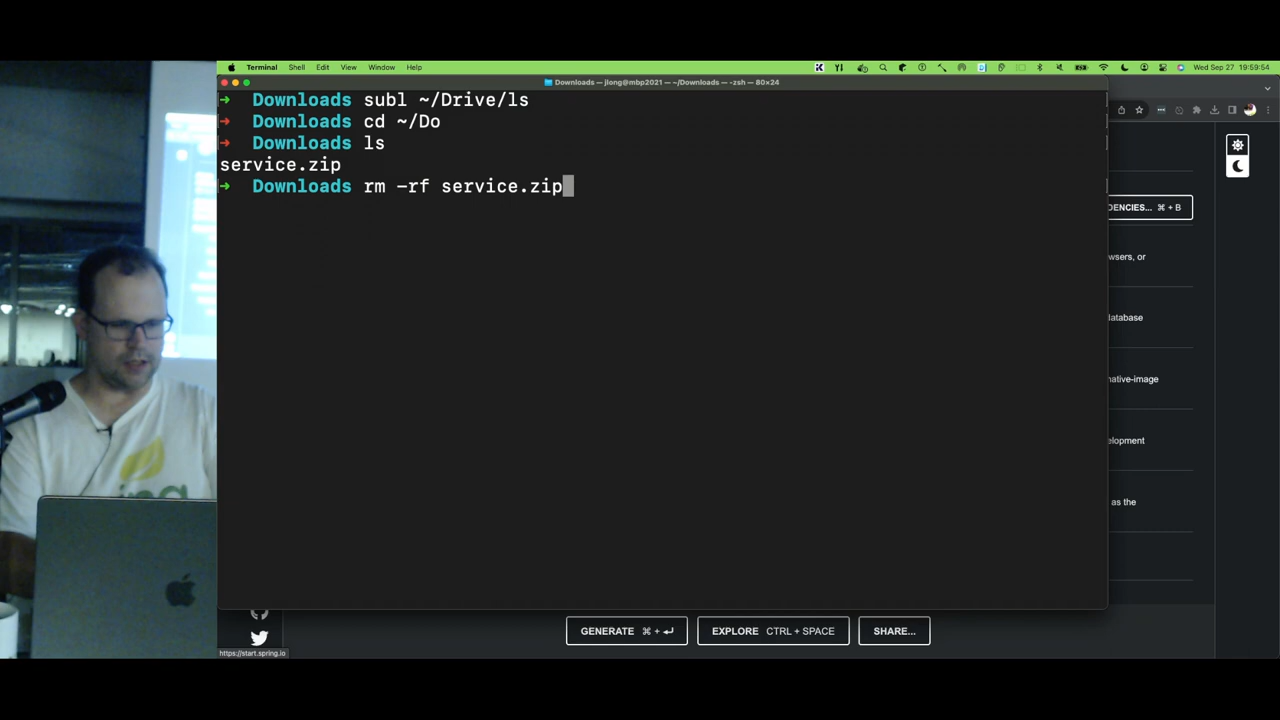 Terminal Shell Edit View Window Help
Wed Sep 27 19:59:54
Downloads — jlong@mbp2021 — ~/Downloads — -zsh — 80×24
➜ Downloads subl ~/Drive/ls
➜ Downloads cd ~/Do
➜ Downloads ls
service.zip
➜ Downloads rm -rf service.zip
DENCIES... ⌘ + B
wsers, or
latabase
native-image
elopment
as the
GENERATE ⌘ + ↵
EXPLORE CTRL + SPACE
SHARE...
https://start.spring.io